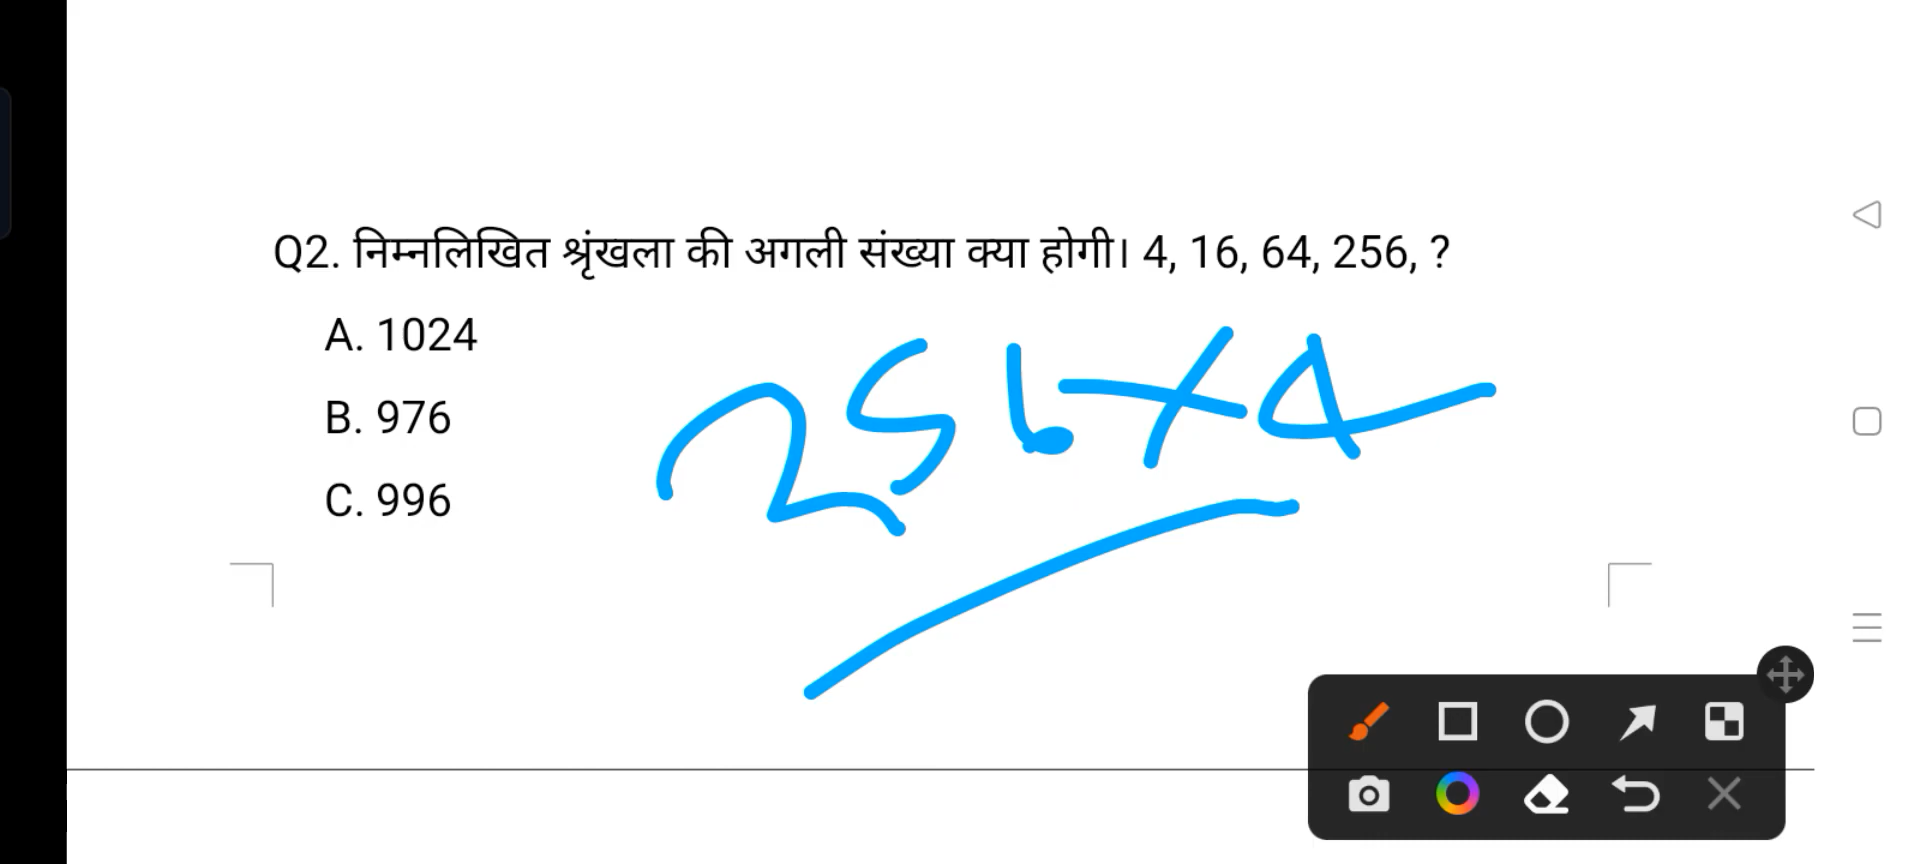 Q2. निम्नलिखित श्रृंखला की अगली संख्या क्या होगी। 4, 16, 64, 256, ?
A. 1024
B. 976
C. 996
256×4